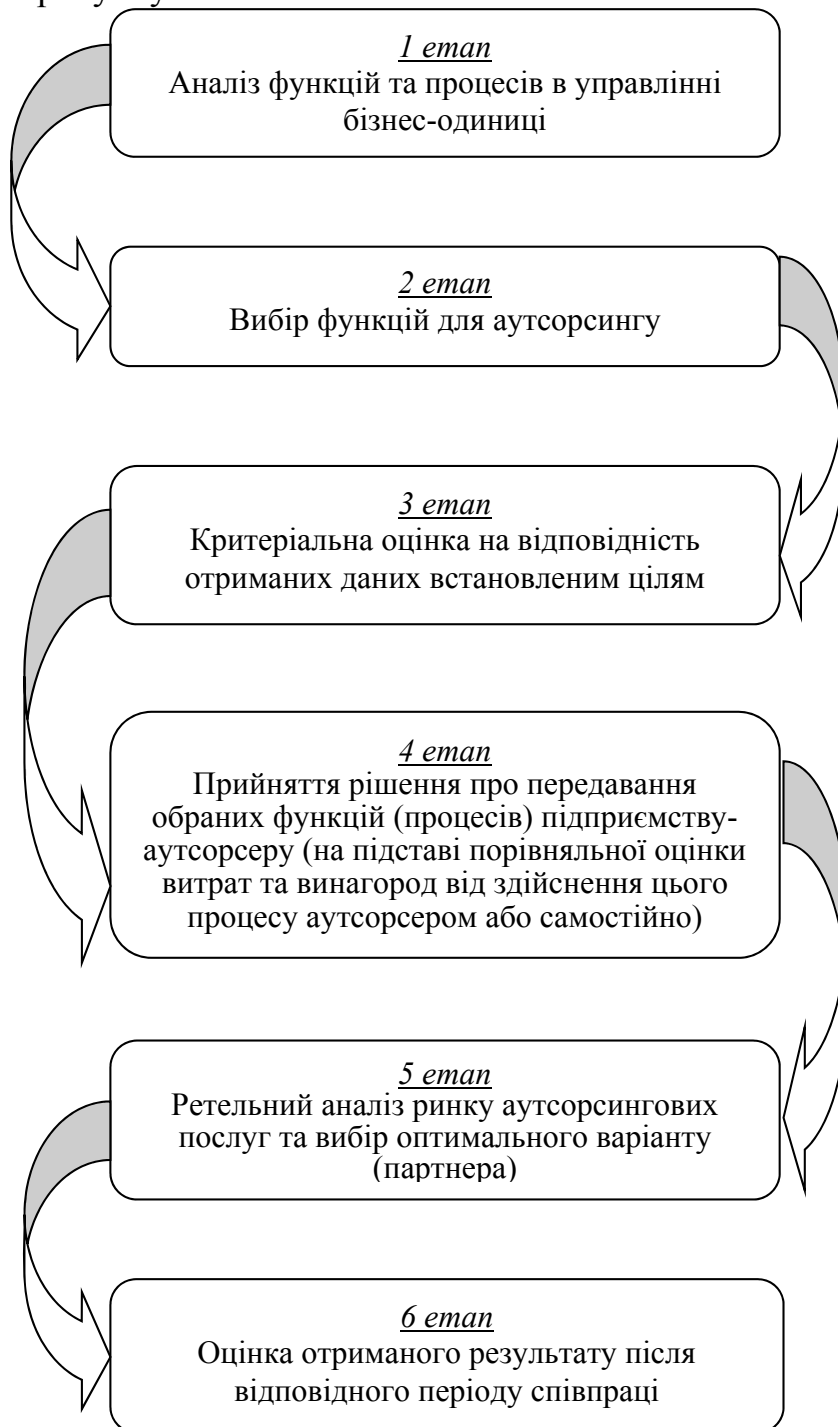 1 етап
Аналіз функцій та процесів в управлінні
бізнес-одиниці
2 етап
Вибір функцій для аутсорсингу
3 етап
Критеріальна оцінка на відповідність
отриманих даних встановленим цілям
4 етап
Прийняття рішення про передавання
обраних функцій (процесів) підприємству-
аутсорсеру (на підставі порівняльної оцінки
витрат та винагород від здійснення цього
процесу аутсорсером або самостійно)
5 етап
Ретельний аналіз ринку аутсорсингових
послуг та вибір оптимального варіанту
(партнера)
6 етап
Оцінка отриманого результату після
відповідного періоду співпраці